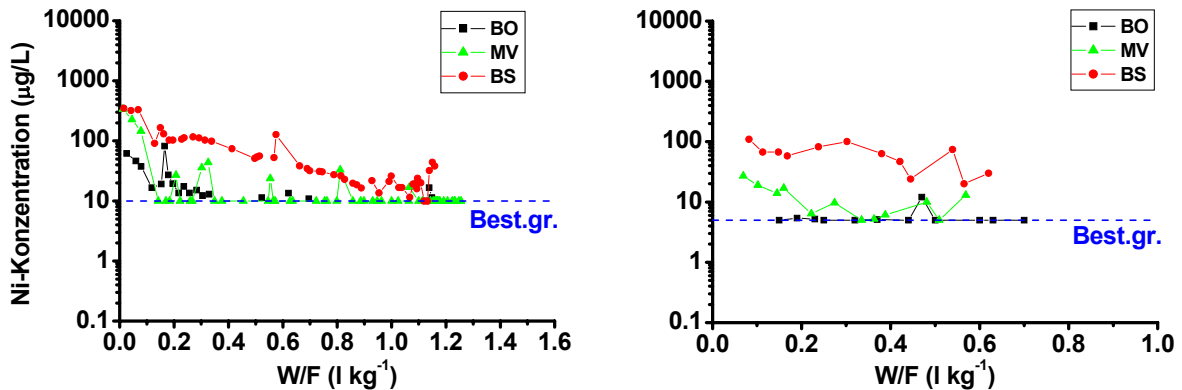 Ni-Konzentration (µg/L)
10000
1000
100
10
1
0.1
0.0 0.2 0.4 0.6 0.8 1.0 1.2 1.4 1.6
W/F (l kg-1)
BO
MV
BS
Best.gr.
10000
1000
100
10
1
0.1
0.0 0.2 0.4 0.6 0.8 1.0
W/F (l kg-1)
BO
MV
BS
Best.gr.